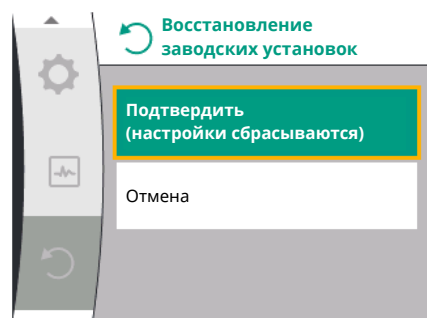 Восстановление
заводских установок
Подтвердить
(настройки сбрасываются)
Отмена